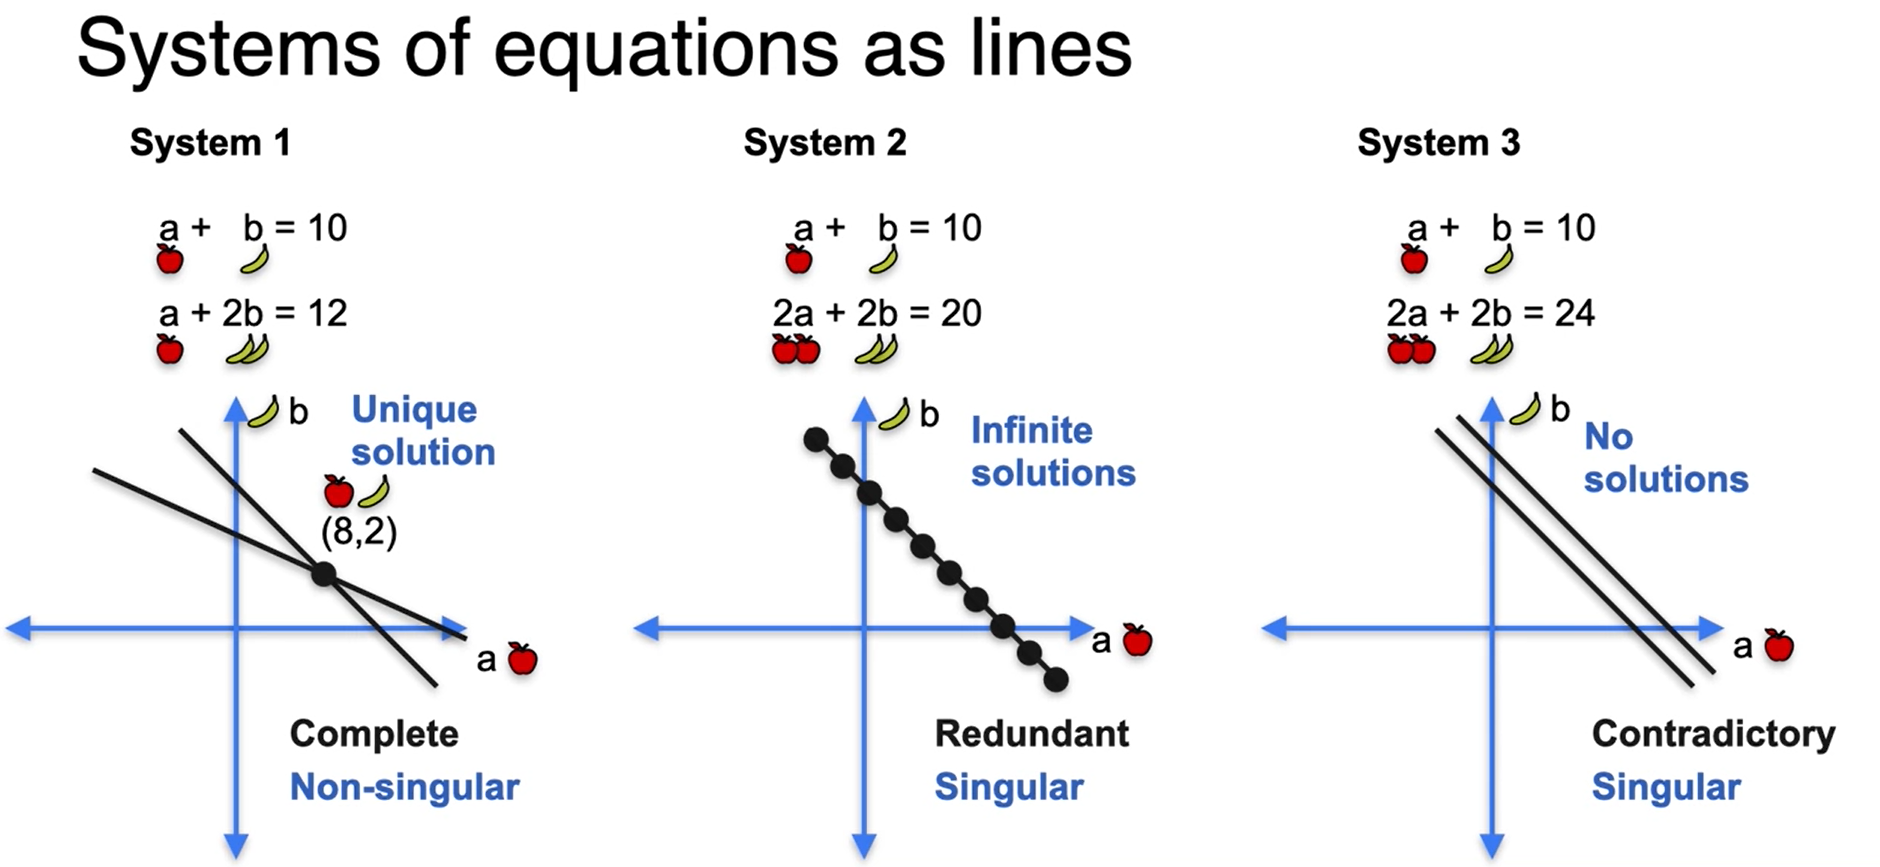 Systems of equations as lines
System 1
a + b = 10
a + 2b = 12
b
Unique
solution
(8,2)
a
Complete
Non-singular
System 2
a + b = 10
2a + 2b = 20
b
Infinite
solutions
a
Redundant
Singular
System 3
a + b = 10
2a + 2b = 24
b
No
solutions
a
Contradictory
Singular